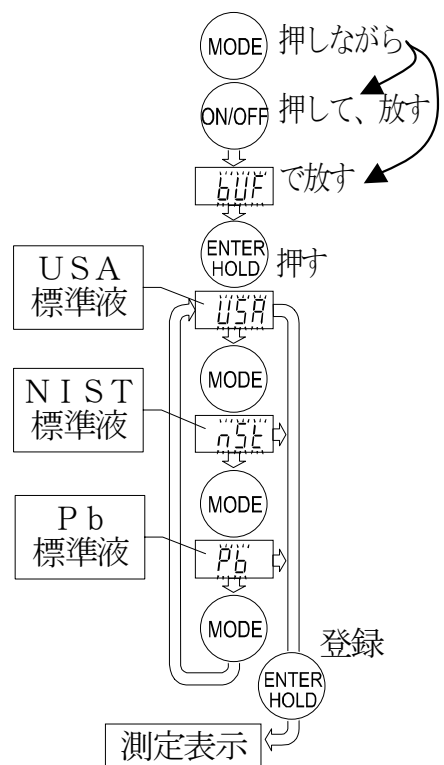 MODE 押しながら
ON/OFF 押して、放す
bUF で放す
ENTER
HOLD 押す
ＵＳＡ
標準液
USA
MODE
ＮＩＳＴ
標準液
nSt
MODE
Ｐｂ
標準液
Pb
MODE
登録
ENTER
HOLD
測定表示